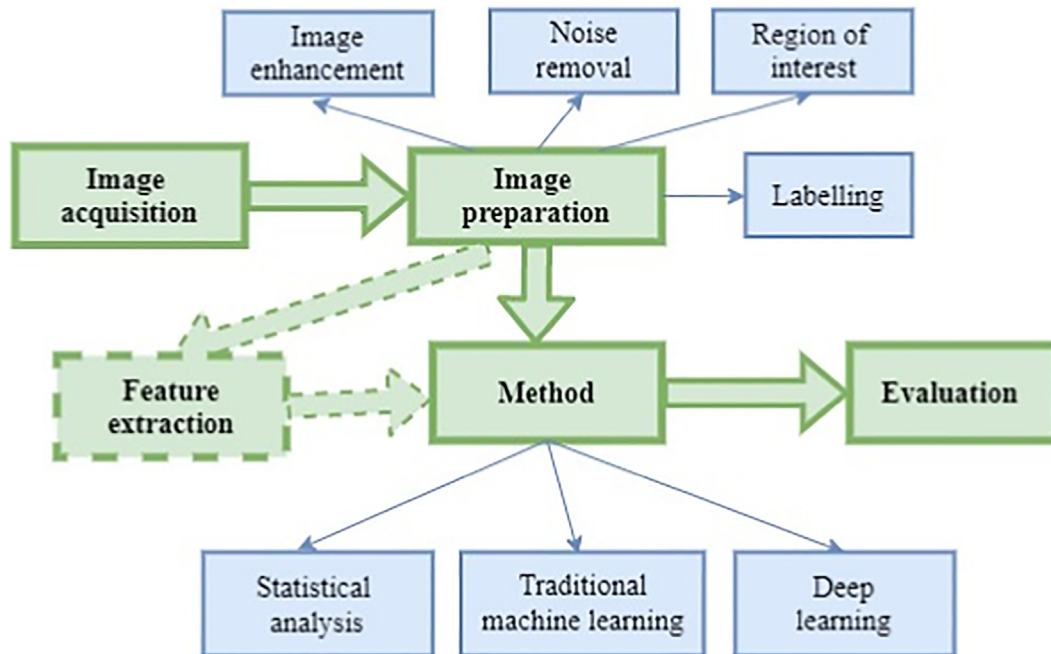 Image
enhancement
Noise
removal
Region of
interest
Image
acquisition
Image
preparation
Labelling
Feature
extraction
Method
Evaluation
Statistical
analysis
Traditional
machine learning
Deep
learning